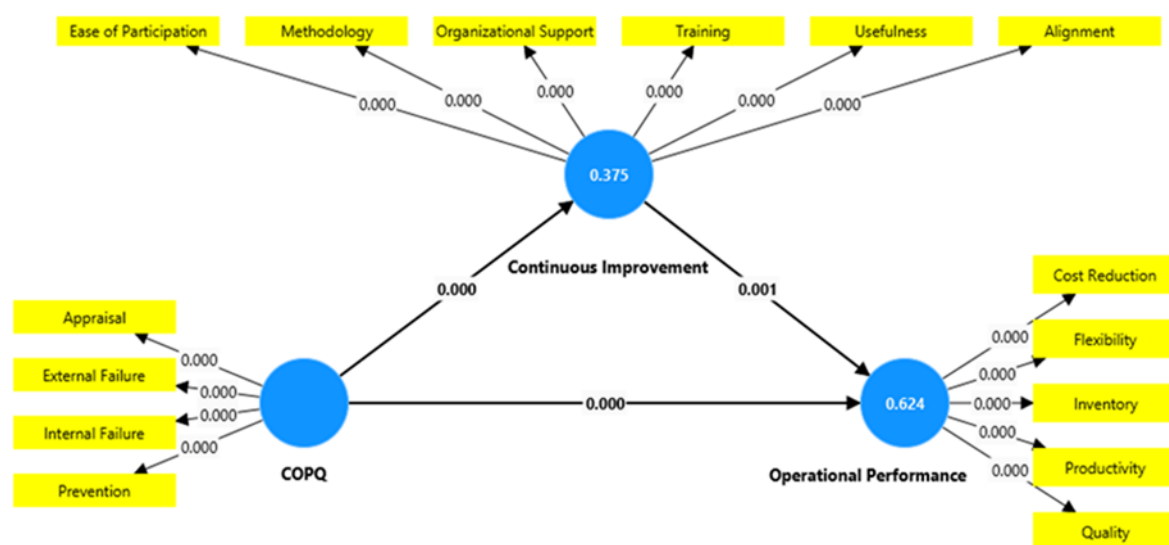 Ease of Participation
Methodology
Organizational Support
Training
Usefulness
Alignment
0.000
0.000
0.000
0.000
0.000
0.000
0.375
Continuous Improvement
0.000
0.001
Appraisal
External Failure
Internal Failure
Prevention
0.000
0.000
0.000
0.000
COPQ
0.000
0.624
Operational Performance
0.000
0.000
0.000
0.000
0.000
Cost Reduction
Flexibility
Inventory
Productivity
Quality